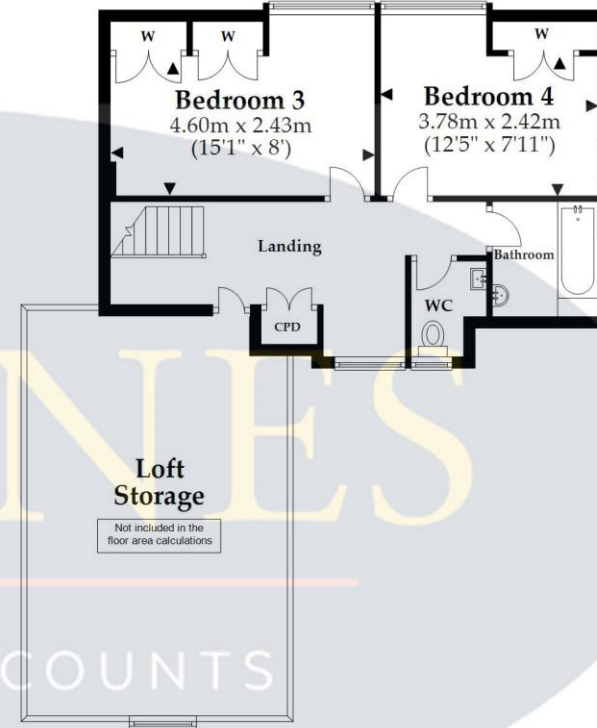 W
W
W
Bedroom 3
4.60m x 2.43m
(15'1" x 8')
Bedroom 4
3.78m x 2.42m
(12'5" x 7'11")
Landing
Bathroom
WC
CPD
NES
Loft
Storage
Not included in the
floor area calculations
COUNTS